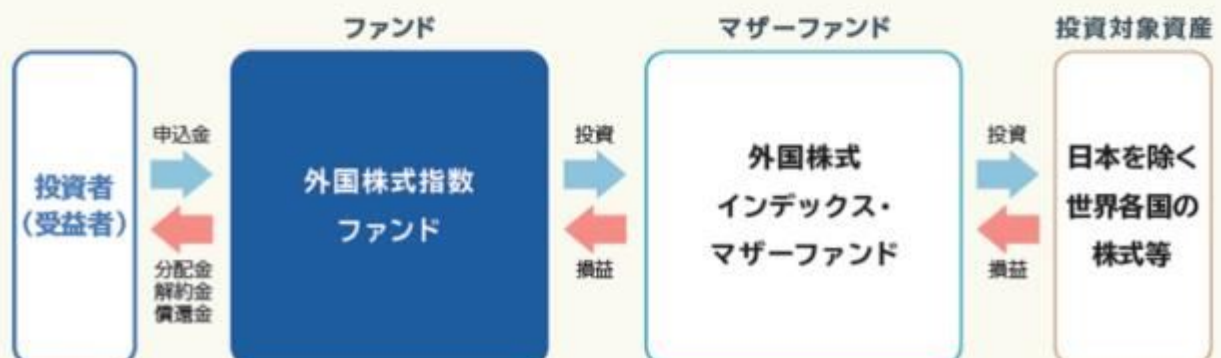 ファンド
マザーファンド
投資対象資産
投資者
（受益者）
申込金
分配金
解約金
償還金
外国株式指数
ファンド
投資
損益
外国株式
インデックス・
マザーファンド
投資
損益
日本を除く
世界各国の
株式等